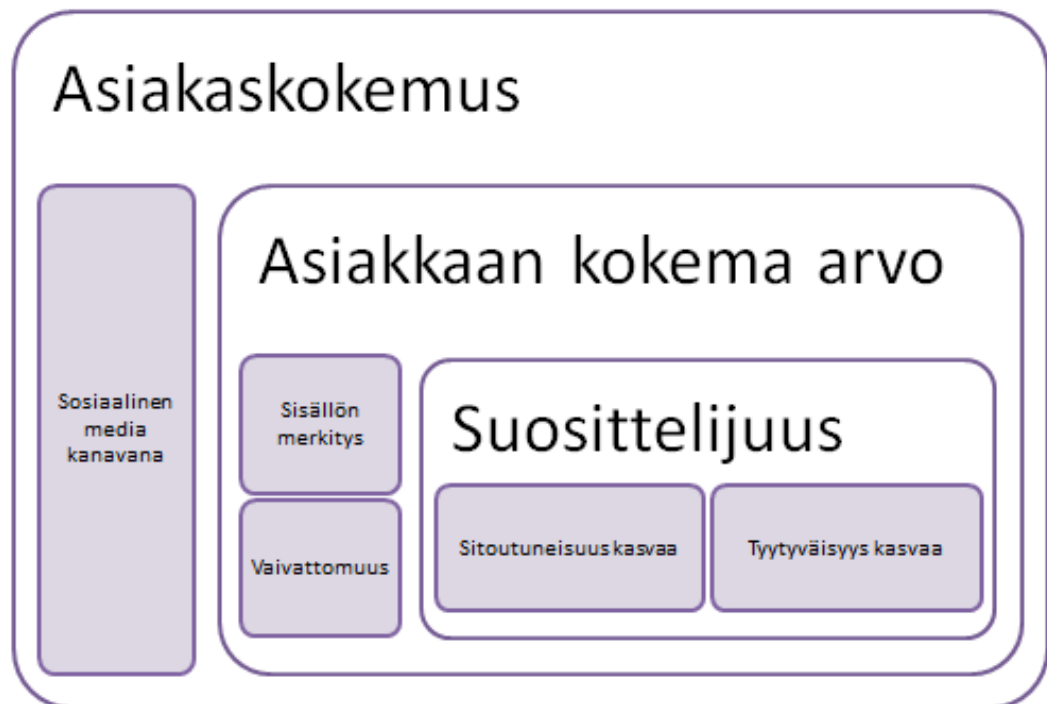 Asiakaskokemus
Asiakkaan kokema arvo
Sosiaalinen
media
kanavana
Sisällön
merkitys
Vaivattomuus
Suosittelijuus
Sitoutuneisuus kasvaa
Tyytyväisyys kasvaa